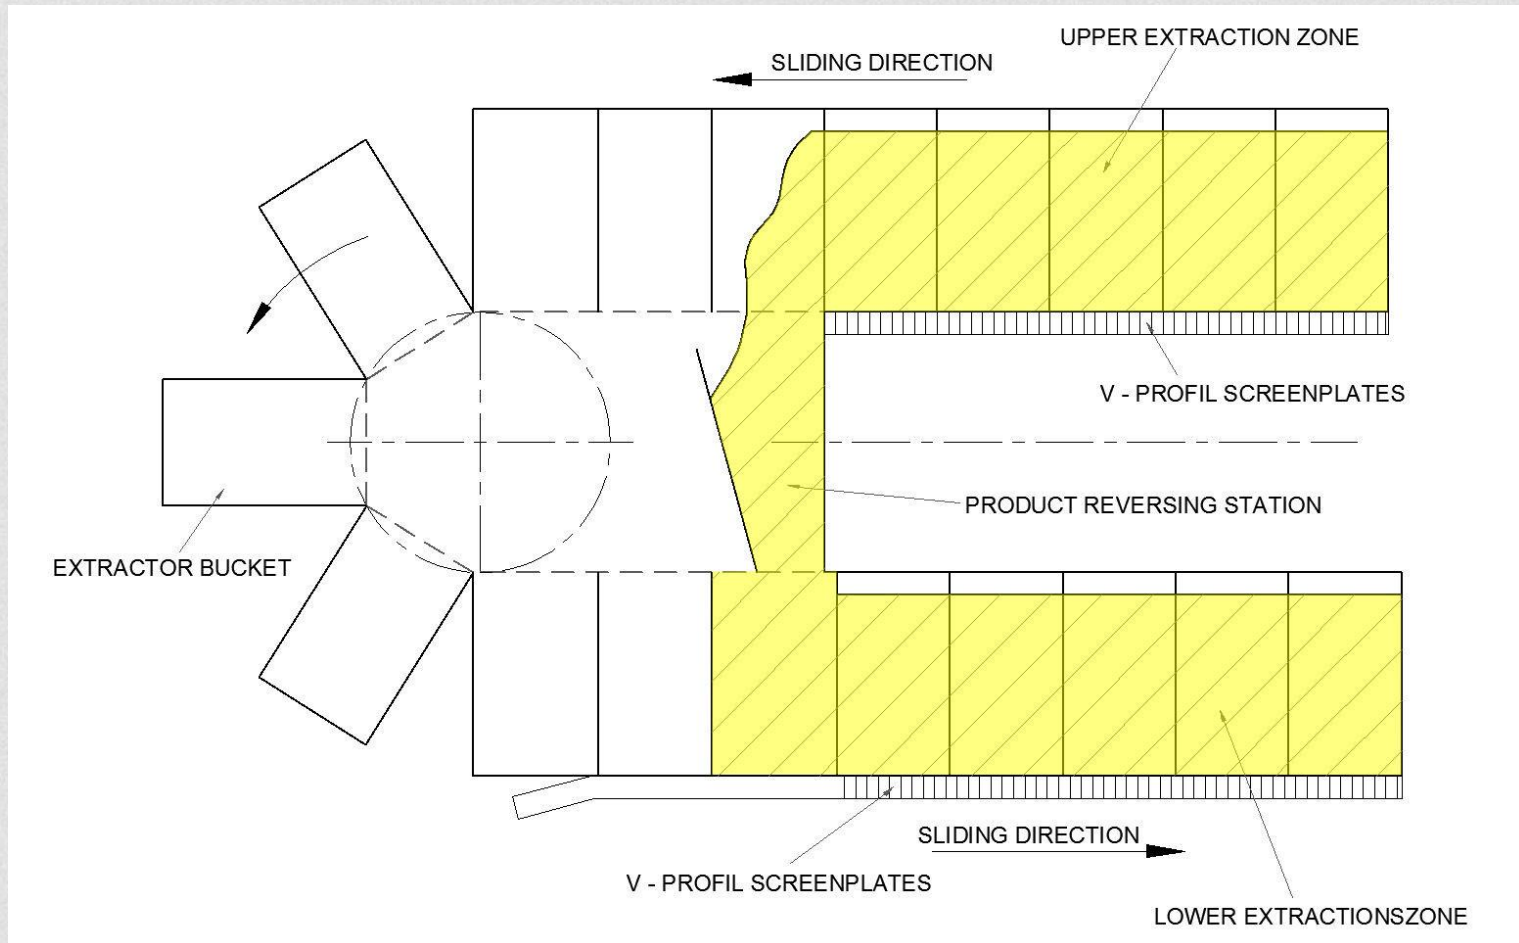 UPPER EXTRACTION ZONE
SLIDING DIRECTION
V - PROFIL SCREENPLATES
PRODUCT REVERSING STATION
EXTRACTOR BUCKET
SLIDING DIRECTION
V - PROFIL SCREENPLATES
LOWER EXTRACTIONSZONE